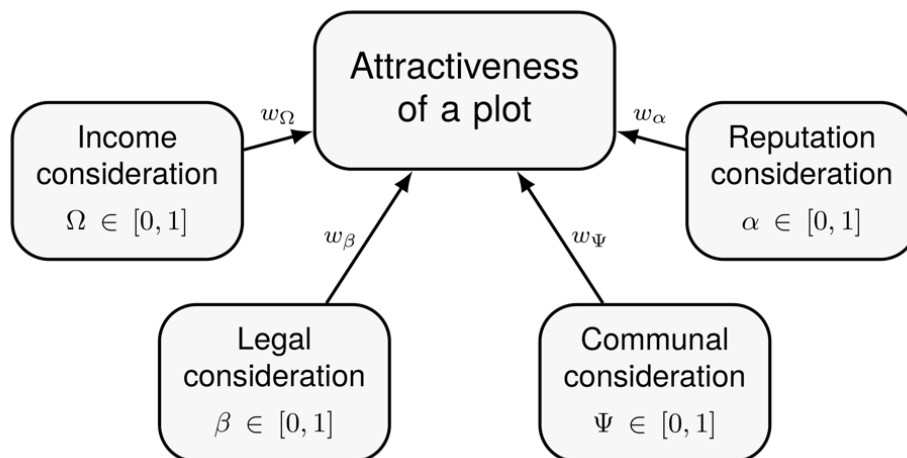 Attractiveness
of a plot
w_Ω
w_α
Income
consideration
Ω ∈ [0, 1]
Reputation
consideration
α ∈ [0, 1]
w_β
w_Ψ
Legal
consideration
β ∈ [0, 1]
Communal
consideration
Ψ ∈ [0, 1]